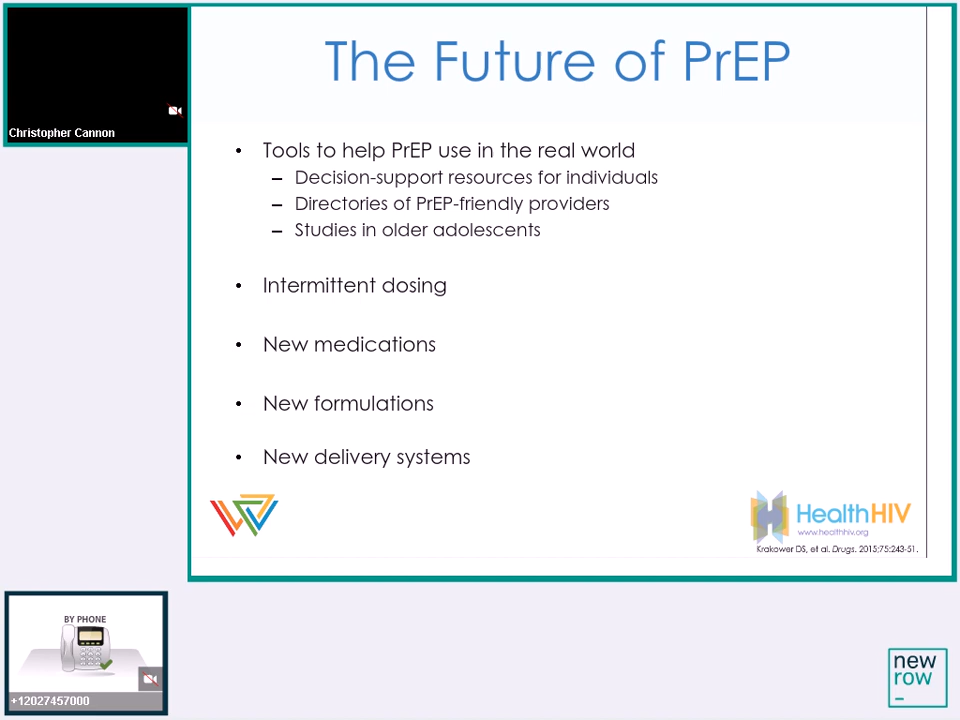 The Future of PrEP
Christopher Cannon
• Tools to help PrEP use in the real world
– Decision-support resources for individuals
– Directories of PrEP-friendly providers
– Studies in older adolescents
• Intermittent dosing
• New medications
• New formulations
• New delivery systems
HealthHIV
www.healthhiv.org
Krakower DS, et al. Drugs. 2015;75:243-51.
BY PHONE
+12027457000
new
row